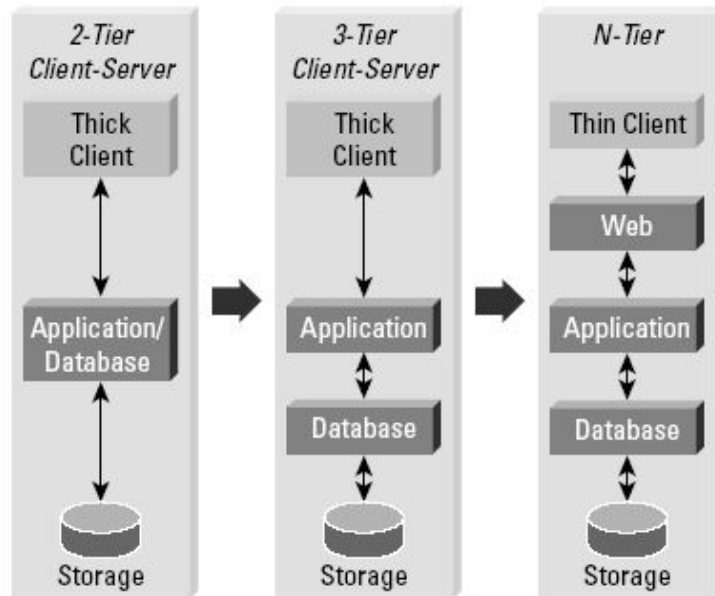 2-Tier
Client-Server
Thick
Client
Application/
Database
Storage
3-Tier
Client-Server
Thick
Client
Application
Database
Storage
N-Tier
Thin Client
Web
Application
Database
Storage